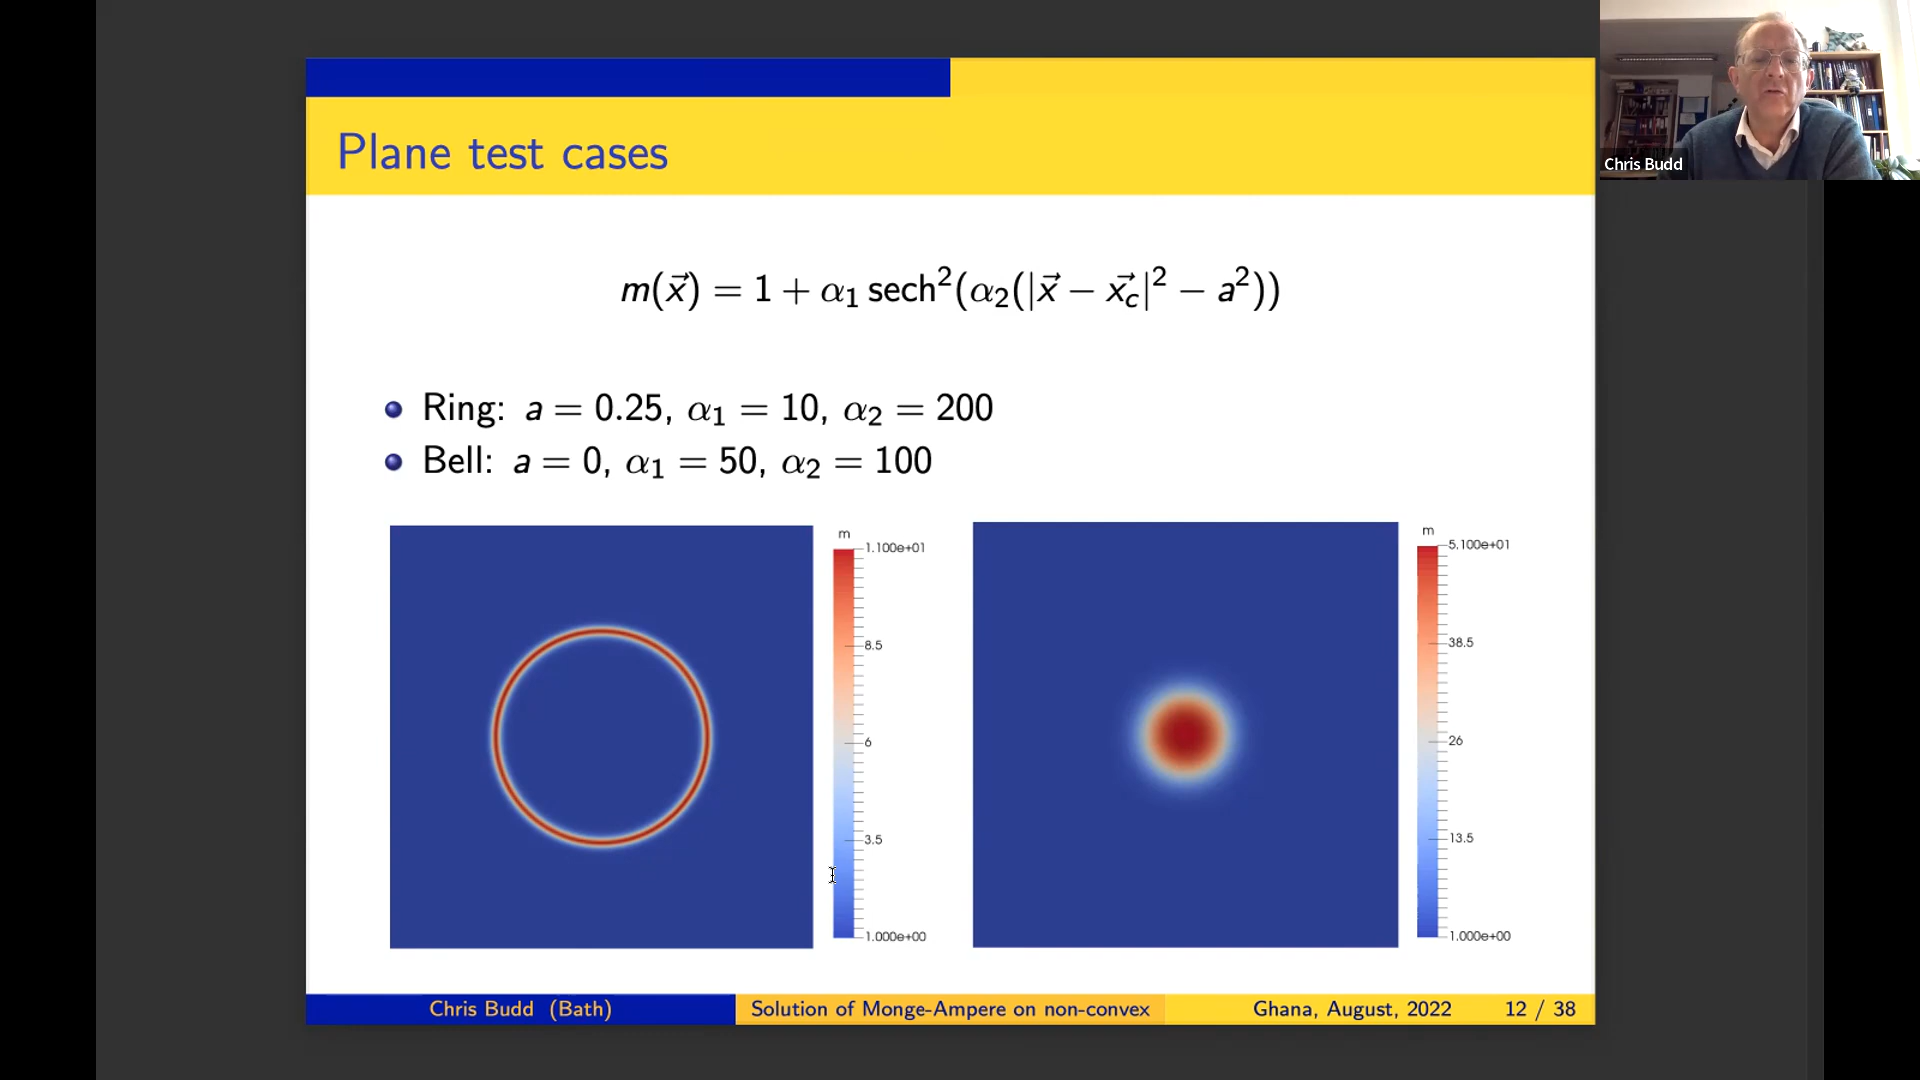 Plane test cases
m(x⃗) = 1 + α₁ sech²(α₂(|x⃗ − x⃗_c|² − a²))
Ring: a = 0.25, α₁ = 10, α₂ = 200
Bell: a = 0, α₁ = 50, α₂ = 100
m
1.100e+01
8.5
6
3.5
1.000e+00
m
5.100e+01
38.5
26
13.5
1.000e+00
Chris Budd (Bath) Solution of Monge-Ampere on non-convex Ghana, August, 2022 12 / 38
Chris Budd